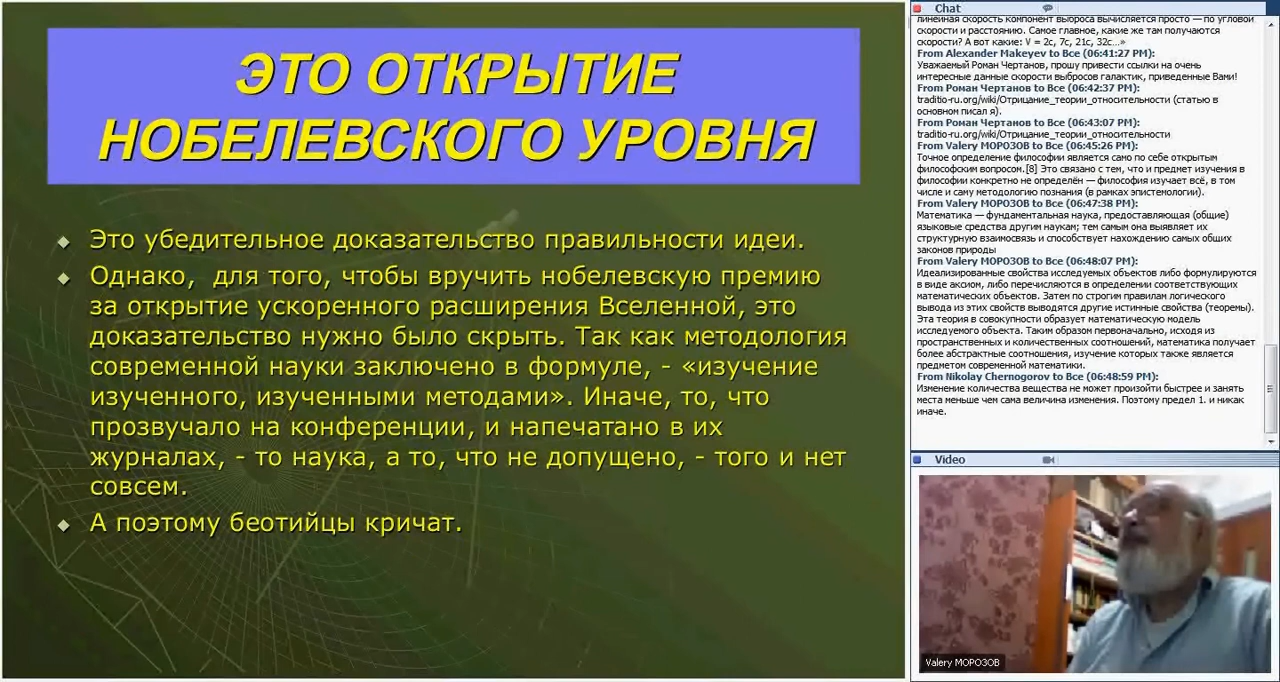 ЭТО ОТКРЫТИЕ
НОБЕЛЕВСКОГО УРОВНЯ
Это убедительное доказательство правильности идеи.
Однако, для того, чтобы вручить нобелевскую премию
за открытие ускоренного расширения Вселенной, это
доказательство нужно было скрыть. Так как методология
современной науки заключено в формуле, - «изучение
изученного, изученными методами». Иначе, то, что
прозвучало на конференции, и напечатано в их
журналах, - то наука, а то, что не допущено, - того и нет
совсем.
А поэтому беотийцы кричат.
Chat
линейная скорость компонент выброса вычисляется просто — по угловой
скорости и расстоянию. Самое главное, какие же там получаются
скорости? А вот какие: V = 2c, 7c, 21c, 32c...»
From Alexander Makeyev to Все (06:41:27 PM):
Уважаемый Роман Чертанов, прошу привести ссылки на очень
интересные данные скорости выбросов галактик, приведенные Вами!
From Роман Чертанов to Все (06:42:37 PM):
traditio-ru.org/wiki/Отрицание_теории_относительности (статью в
основном писал я).
From Роман Чертанов to Все (06:43:07 PM):
traditio-ru.org/wiki/Отрицание_теории_относительности
From Valery МОРОЗОВ to Все (06:45:26 PM):
Точное определение философии является само по себе открытым
философским вопросом.[8] Это связано с тем, что и предмет изучения в
философии конкретно не определён — философия изучает всё, в том
числе и саму методологию познания (в рамках эпистемологии).
From Valery МОРОЗОВ to Все (06:47:38 PM):
Математика — фундаментальная наука, предоставляющая (общие)
языковые средства другим наукам; тем самым она выявляет их
структурную взаимосвязь и способствует нахождению самых общих
законов природы
From Valery МОРОЗОВ to Все (06:48:07 PM):
Идеализированные свойства исследуемых объектов либо формулируются
в виде аксиом, либо перечисляются в определении соответствующих
математических объектов. Затем по строгим правилам логического
вывода из этих свойств выводятся другие истинные свойства (теоремы).
Эта теория в совокупности образует математическую модель
исследуемого объекта. Таким образом первоначально, исходя из
пространственных и количественных соотношений, математика получает
более абстрактные соотношения, изучение которых также является
предметом современной математики.
From Nikolay Chernogorov to Все (06:48:59 PM):
Изменение количества вещества не может произойти быстрее и занять
места меньше чем сама величина изменения. Поэтому предел 1. и никак
иначе.
Video
Valery МОРОЗОВ